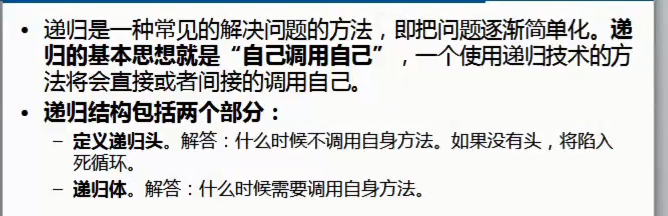 • 递归是一种常见的解决问题的方法，即把问题逐渐简单化。递
归的基本思想就是“自己调用自己”，一个使用递归技术的方
法将会直接或者间接的调用自己。
• 递归结构包括两个部分：
– 定义递归头。解答：什么时候不调用自身方法。如果没有头，将陷入
死循环。
– 递归体。解答：什么时候需要调用自身方法。